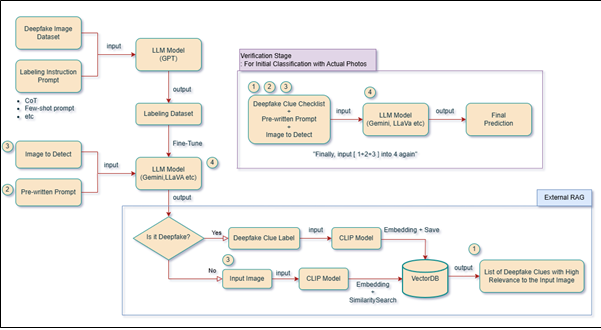 Deepfake Image
Dataset
input
LLM Model
(GPT)
Labeling Instruction
Prompt
• CoT
• Few-shot prompt
• etc
output
Labeling Dataset
Fine-Tune
3
Image to Detect
2
Pre-written Prompt
input
LLM Model
(Gemini,LLaVA etc)
4
output
Verification Stage
: For Initial Classification with Actual Photos
1 2 3
Deepfake Clue Checklist
+
Pre-written Prompt
+
Image to Detect
input
4
LLM Model
(Gemini, LLaVa etc)
output
Final
Prediction
"Finally, input [ 1+2+3 ] into 4 again"
External RAG
Is it Deepfake?
Yes
Deepfake Clue Label
input
CLIP Model
Embedding + Save
No
3
Input Image
input
CLIP Model
Embedding
+
SimilaritySearch
VectorDB
output
1
List of Deepfake Clues with High
Relevance to the Input Image